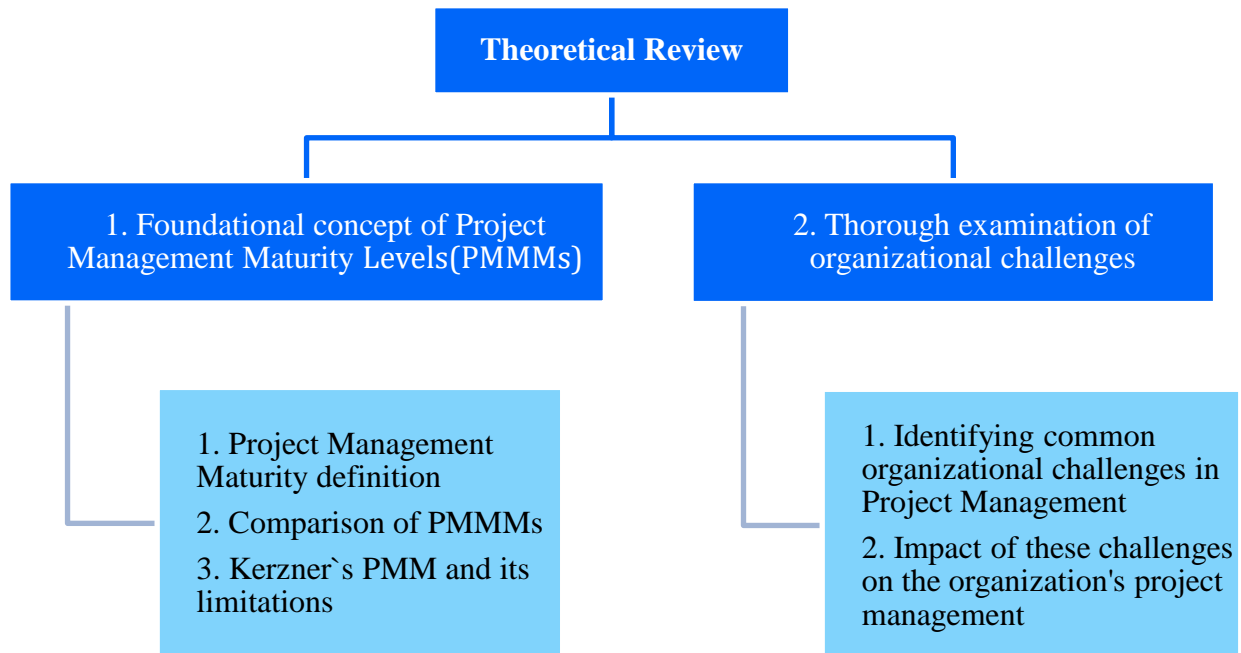 Theoretical Review
1. Foundational concept of Project
Management Maturity Levels(PMMMs)
2. Thorough examination of
organizational challenges
1. Project Management
Maturity definition
2. Comparison of PMMMs
3. Kerzner`s PMM and its
limitations
1. Identifying common
organizational challenges in
Project Management
2. Impact of these challenges
on the organization's project
management